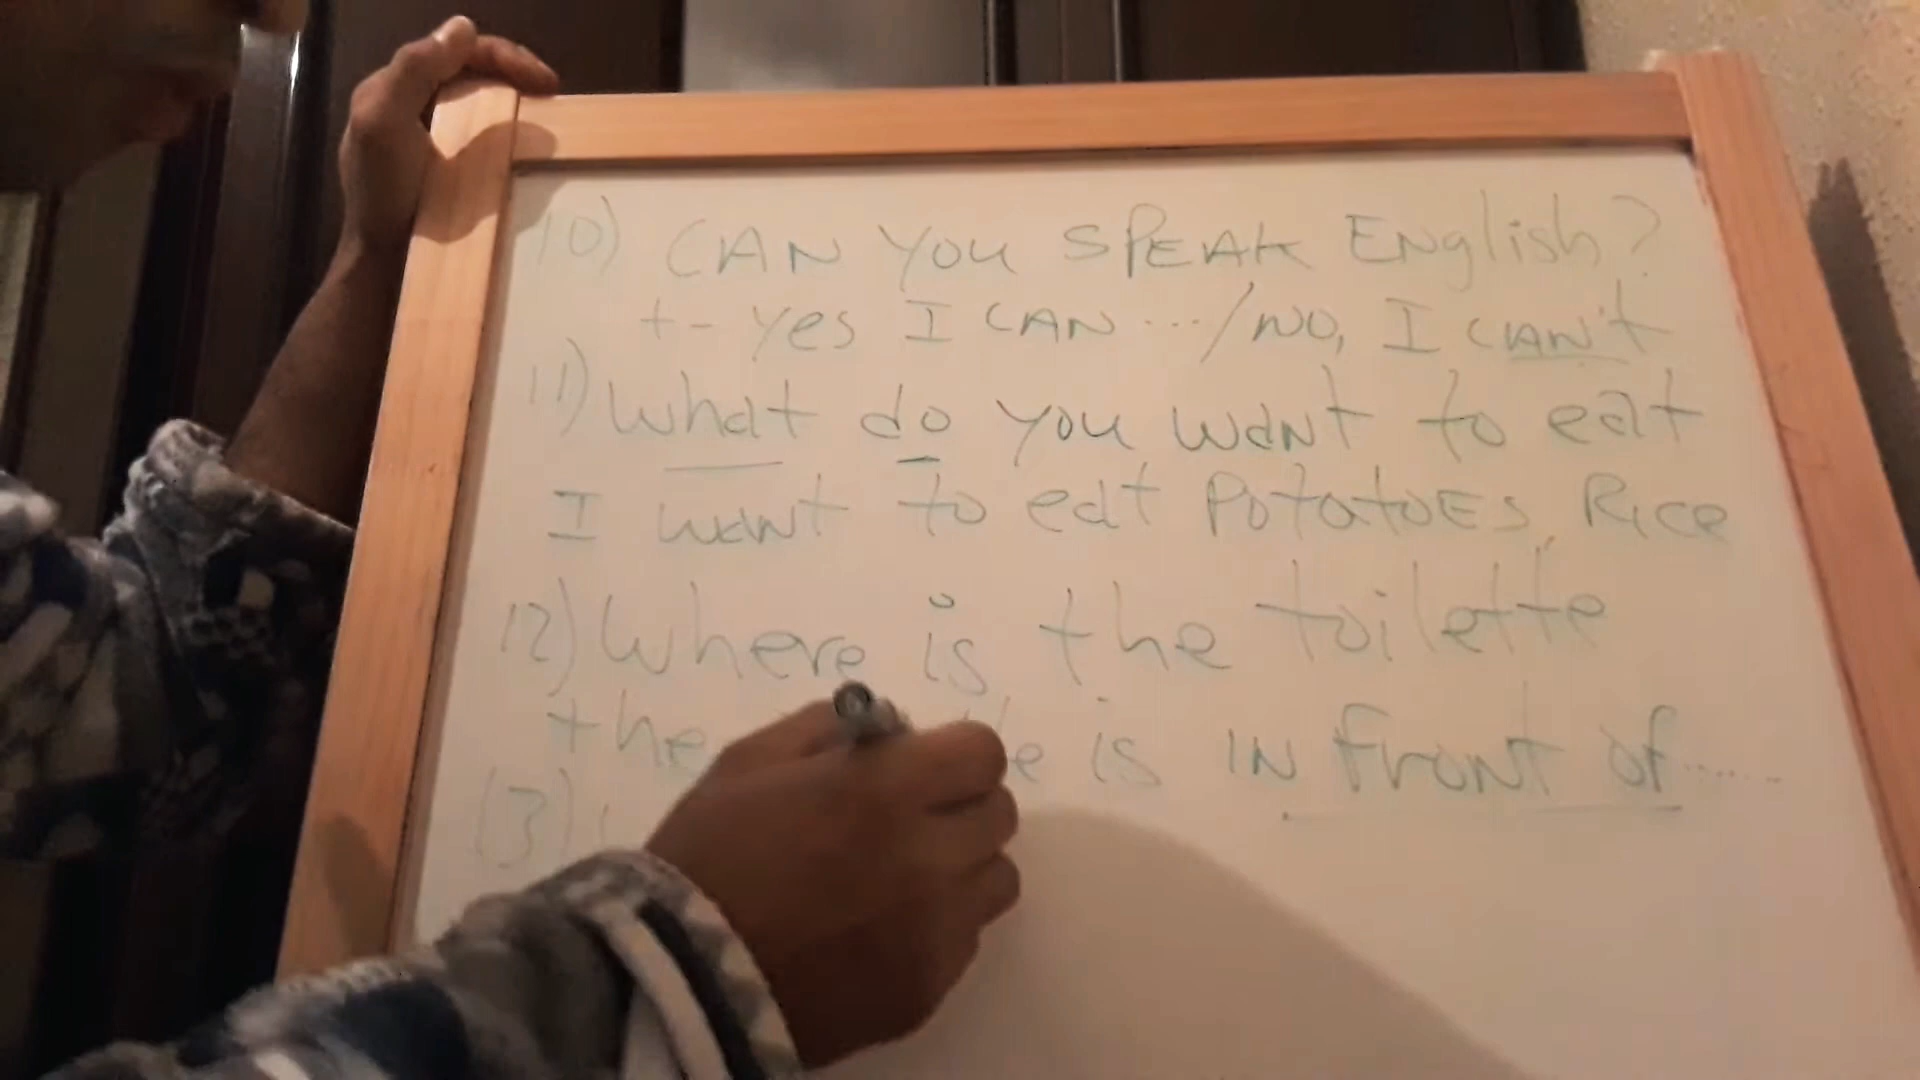 10) CAN YOU SPEAK ENglish?
+- yes I CAN .../NO, I CAN't
11) What do you want to eat
I want to eat POTATOES, Rice
12) Where is the toilette
the is IN front of......
13)